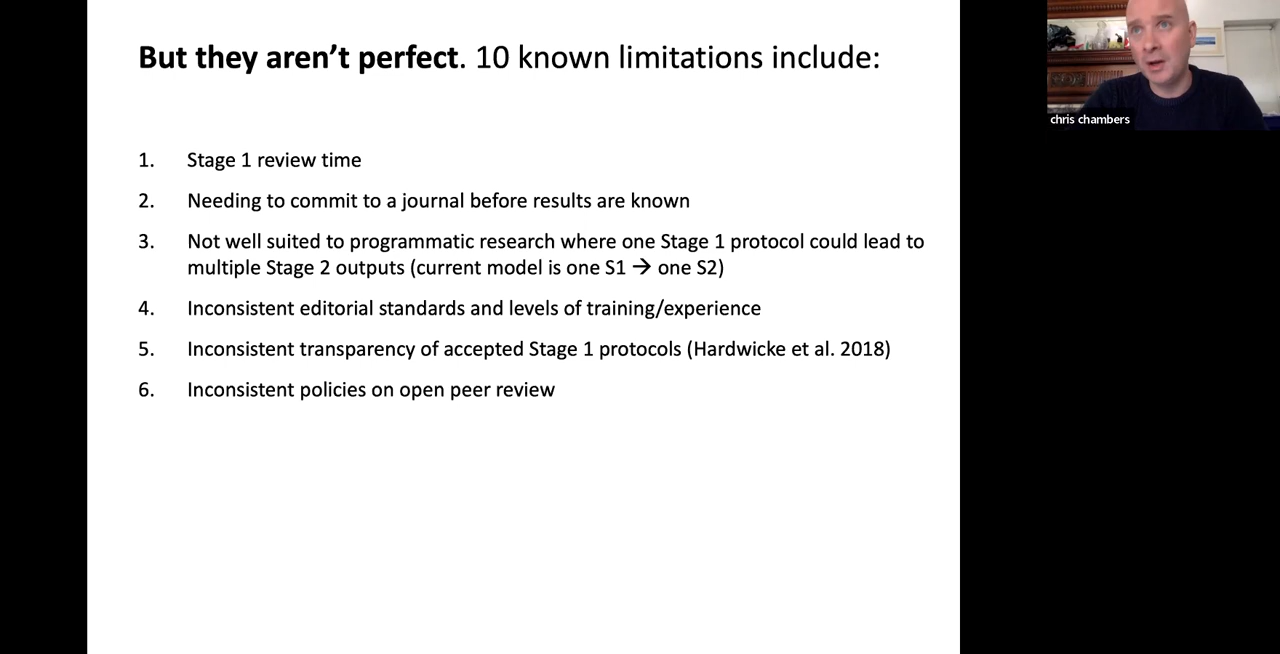 But they aren’t perfect. 10 known limitations include:
chris chambers
1. Stage 1 review time
2. Needing to commit to a journal before results are known
3. Not well suited to programmatic research where one Stage 1 protocol could lead to
multiple Stage 2 outputs (current model is one S1 → one S2)
4. Inconsistent editorial standards and levels of training/experience
5. Inconsistent transparency of accepted Stage 1 protocols (Hardwicke et al. 2018)
6. Inconsistent policies on open peer review